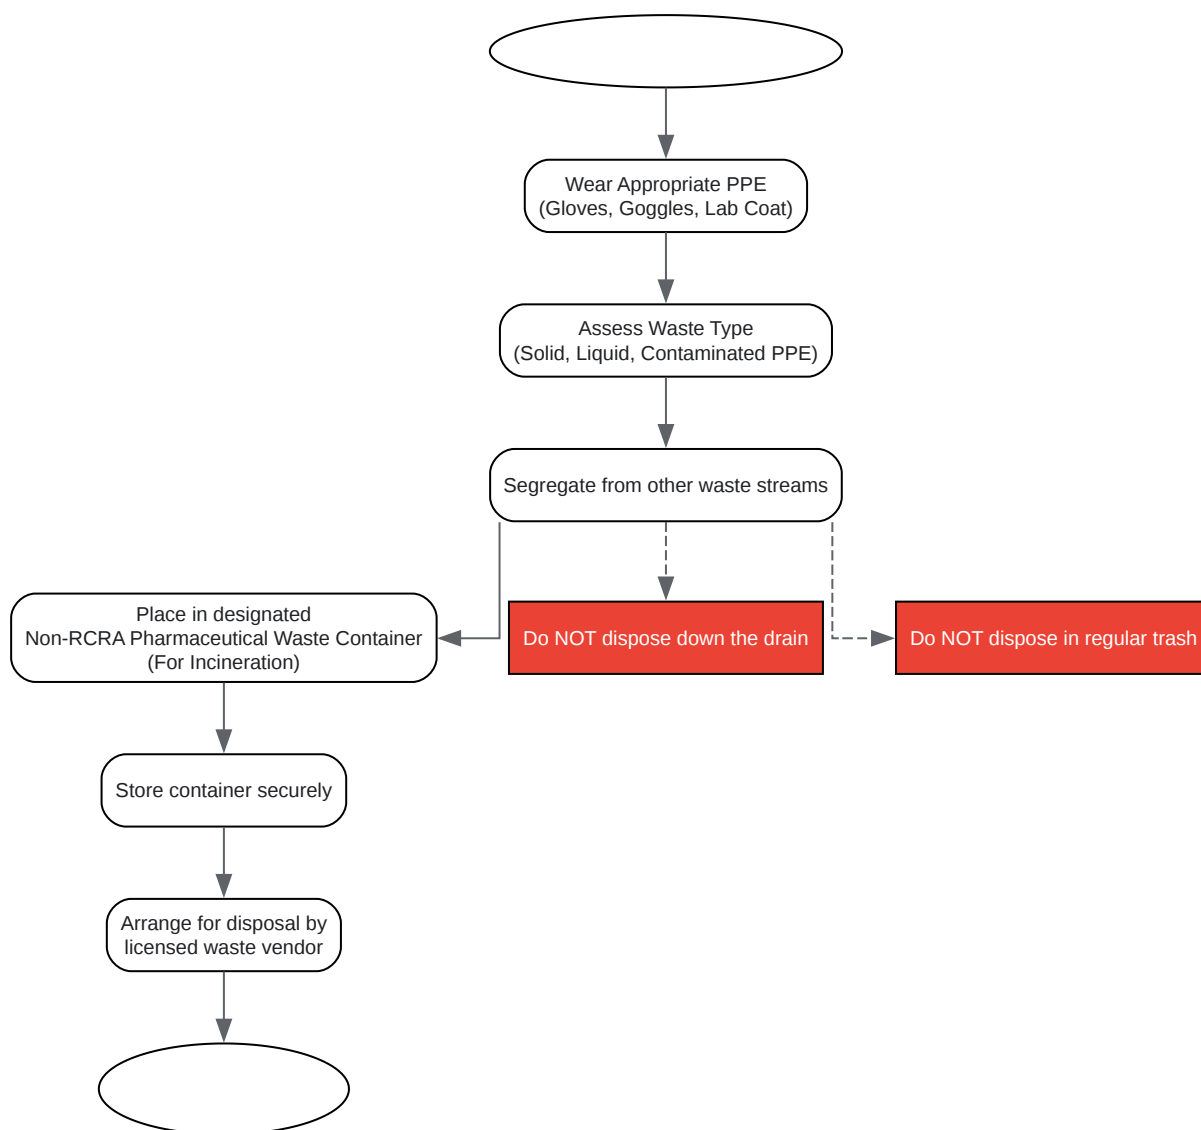 Wear Appropriate PPE
(Gloves, Goggles, Lab Coat)
Assess Waste Type
(Solid, Liquid, Contaminated PPE)
Segregate from other waste streams
Place in designated
Non-RCRA Pharmaceutical Waste Container
(For Incineration)
Do NOT dispose down the drain
Do NOT dispose in regular trash
Store container securely
Arrange for disposal by
licensed waste vendor